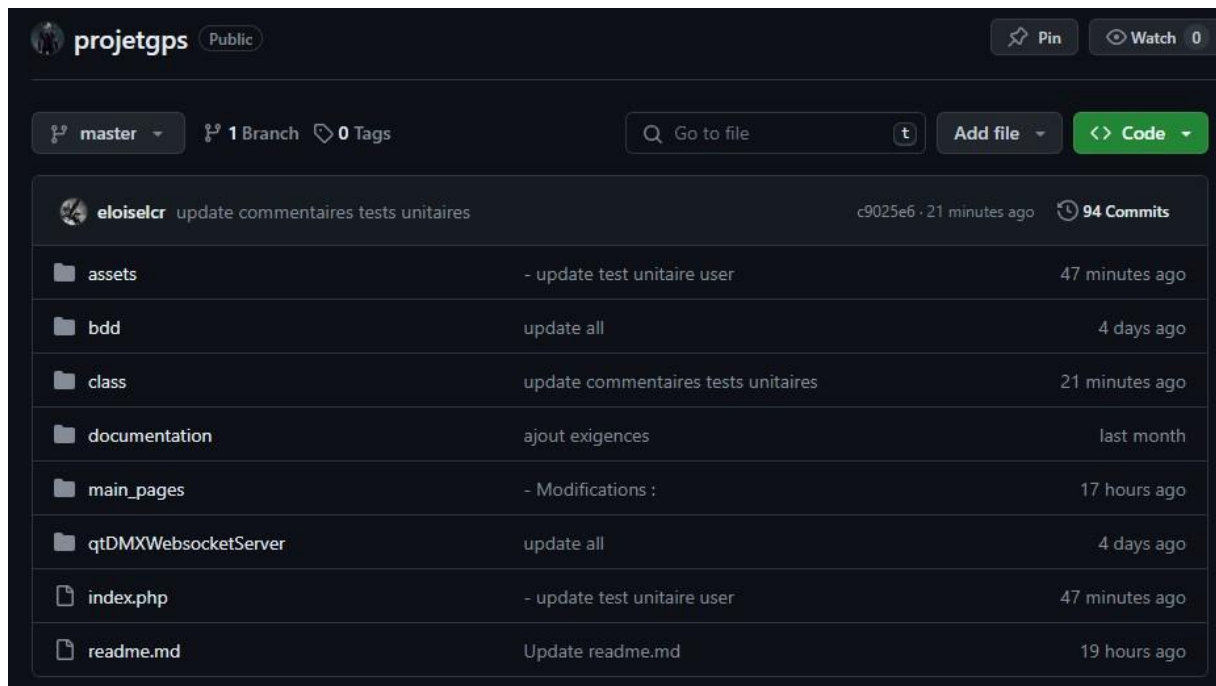 projetgps Public Pin Watch 0
master 1 Branch 0 Tags Go to file t Add file <> Code
eloiselcr update commentaires tests unitaires c9025e6 · 21 minutes ago 94 Commits
assets - update test unitaire user 47 minutes ago
bdd update all 4 days ago
class update commentaires tests unitaires 21 minutes ago
documentation ajout exigences last month
main_pages - Modifications : 17 hours ago
qtDMXWebsocketServer update all 4 days ago
index.php - update test unitaire user 47 minutes ago
readme.md Update readme.md 19 hours ago